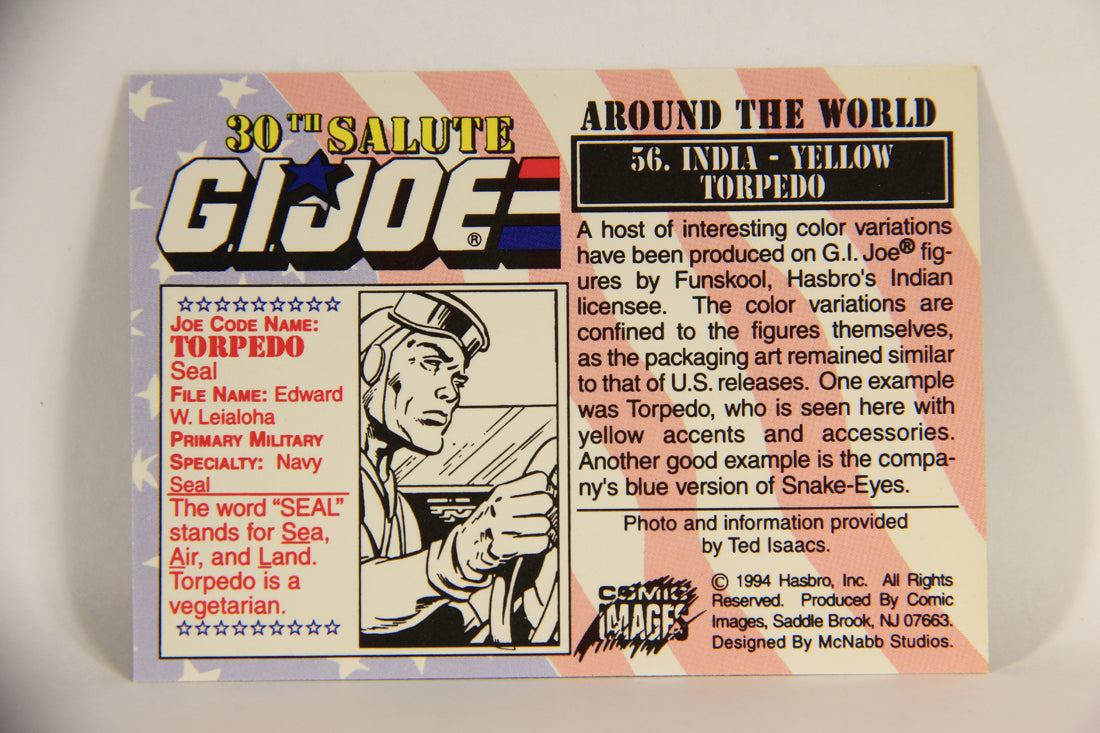 30TH SALUTE
G.I. JOE®
☆☆☆☆☆☆☆☆☆☆
JOE CODE NAME:
TORPEDO
Seal
FILE NAME: Edward
W. Leialoha
PRIMARY MILITARY
SPECIALTY: Navy
Seal
The word "SEAL"
stands for Sea,
Air, and Land.
Torpedo is a
vegetarian.
☆☆☆☆☆☆☆☆☆☆
AROUND THE WORLD
56. INDIA - YELLOW
TORPEDO
A host of interesting color variations
have been produced on G.I. Joe® fig-
ures by Funskool, Hasbro's Indian
licensee. The color variations are
confined to the figures themselves,
as the packaging art remained similar
to that of U.S. releases. One example
was Torpedo, who is seen here with
yellow accents and accessories.
Another good example is the compa-
ny's blue version of Snake-Eyes.
Photo and information provided
by Ted Isaacs.
COMIC
IMAGES
© 1994 Hasbro, Inc. All Rights
Reserved. Produced By Comic
Images, Saddle Brook, NJ 07663.
Designed By McNabb Studios.